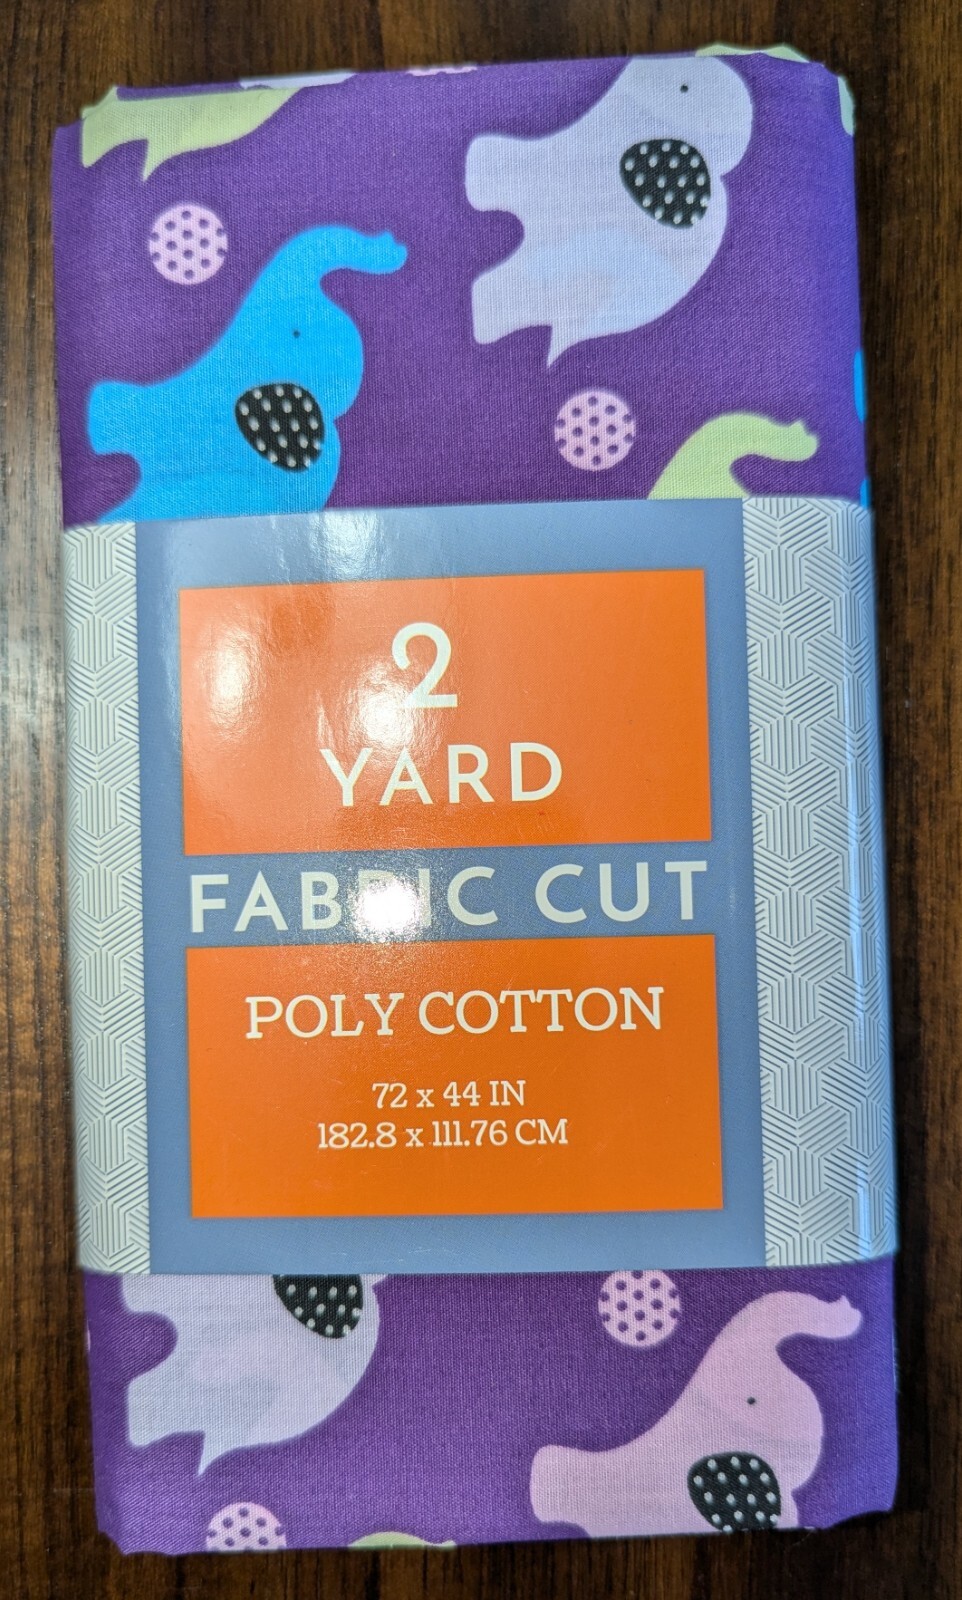 2
YARD
FABRIC CUT
POLY COTTON
72 x 44 IN
182.8 x 111.76 CM